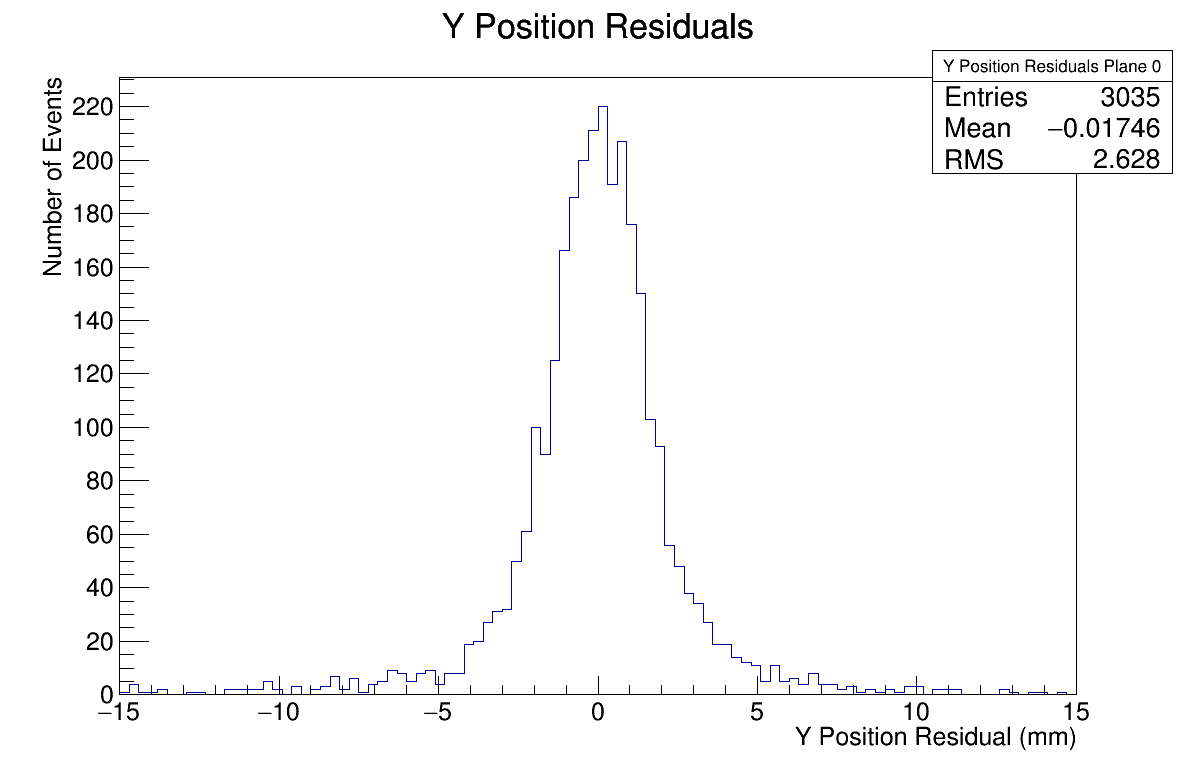 Y Position Residuals
Y Position Residuals Plane 0
Entries 3035
Mean −0.01746
RMS 2.628
Number of Events
220
200
180
160
140
120
100
80
60
40
20
0
−15 −10 −5 0 5 10 15
Y Position Residual (mm)